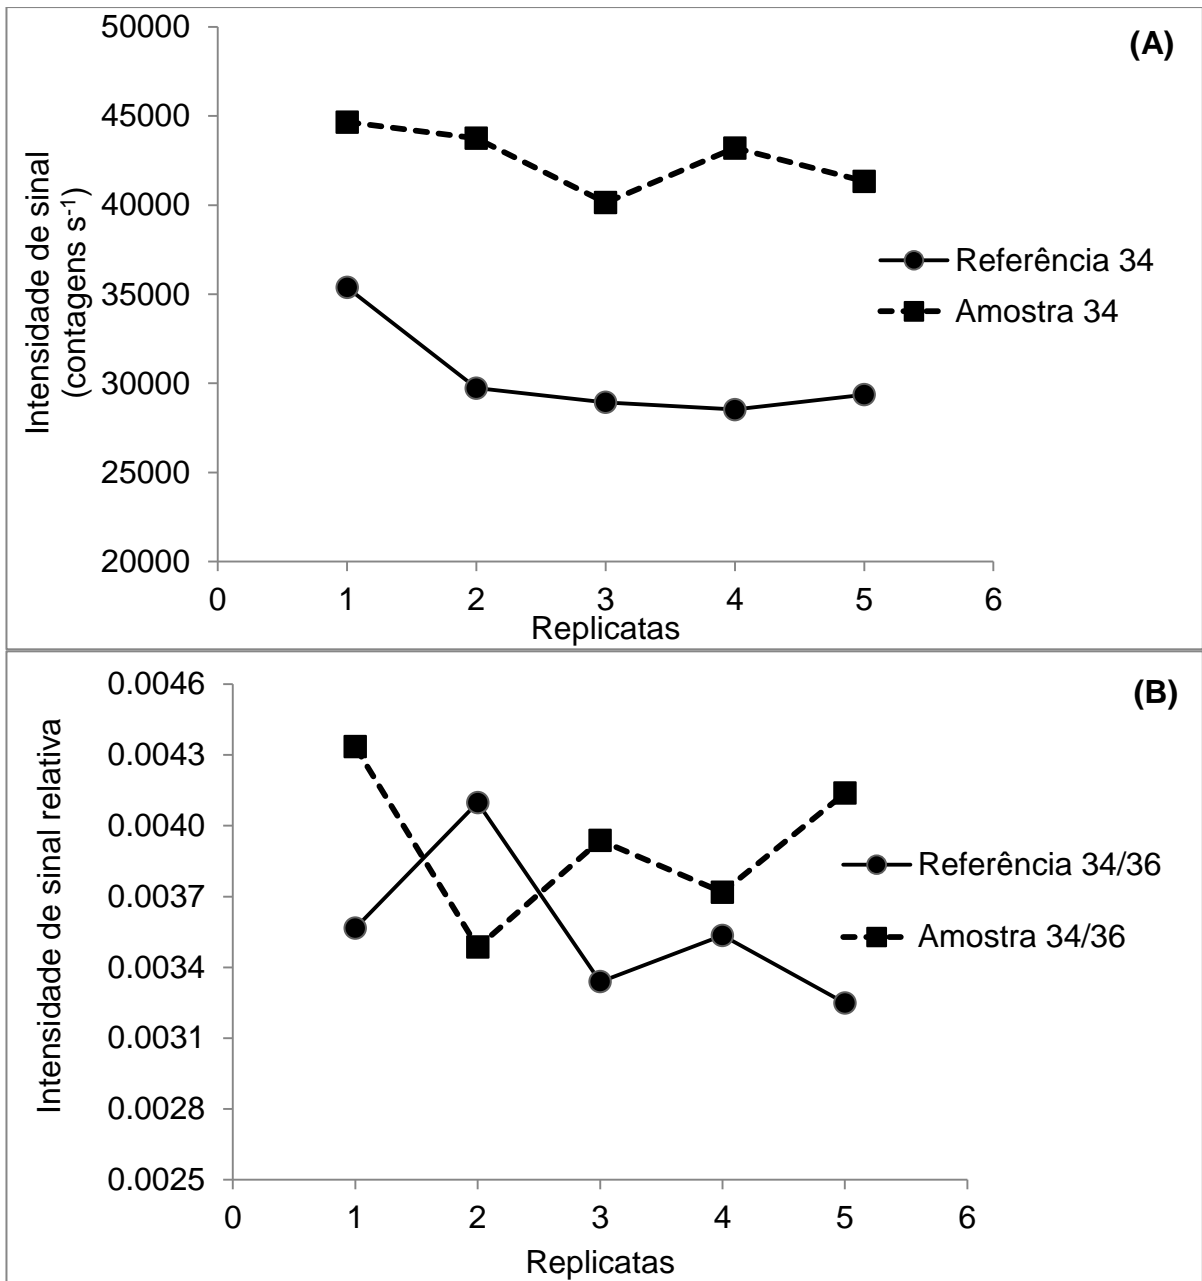 (A)
50000
45000
40000
35000
30000
25000
20000
0 1 2 3 4 5 6
Intensidade de sinal
(contagens s⁻¹)
Replicatas
Referência 34
Amostra 34
(B)
0.0046
0.0043
0.0040
0.0037
0.0034
0.0031
0.0028
0.0025
0 1 2 3 4 5 6
Intensidade de sinal relativa
Replicatas
Referência 34/36
Amostra 34/36